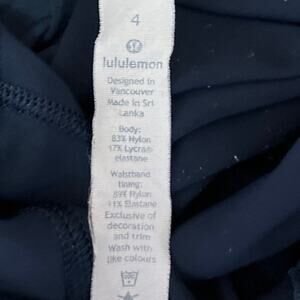 4
lululemon
Designed in
Vancouver
Made in Sri
Lanka
Body:
83% Nylon
17% Lycra®
elastane
Waistband
lining:
89% Nylon
11% Elastane
Exclusive of
decoration
and trim
Wash with
like colours